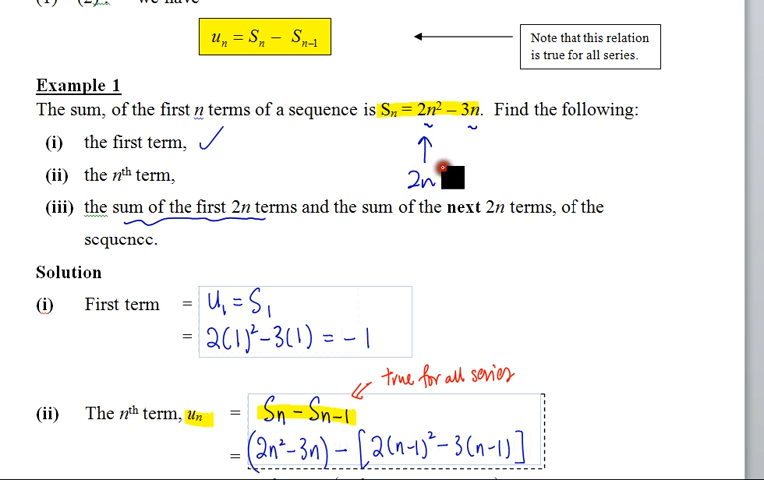 we have
uₙ = Sₙ − Sₙ₋₁
Note that this relation
is true for all series.
Example 1
The sum, of the first n terms of a sequence is Sₙ = 2n² – 3n. Find the following:
(i) the first term, ✓
(ii) the nᵗʰ term,
2n
(iii) the sum of the first 2n terms and the sum of the next 2n terms, of the
sequence.
Solution
(i) First term = u₁ = S₁
= 2(1)² − 3(1) = −1
true for all series
(ii) The nᵗʰ term, uₙ = Sₙ − Sₙ₋₁
= (2n² − 3n) − [2(n−1)² − 3(n−1)]